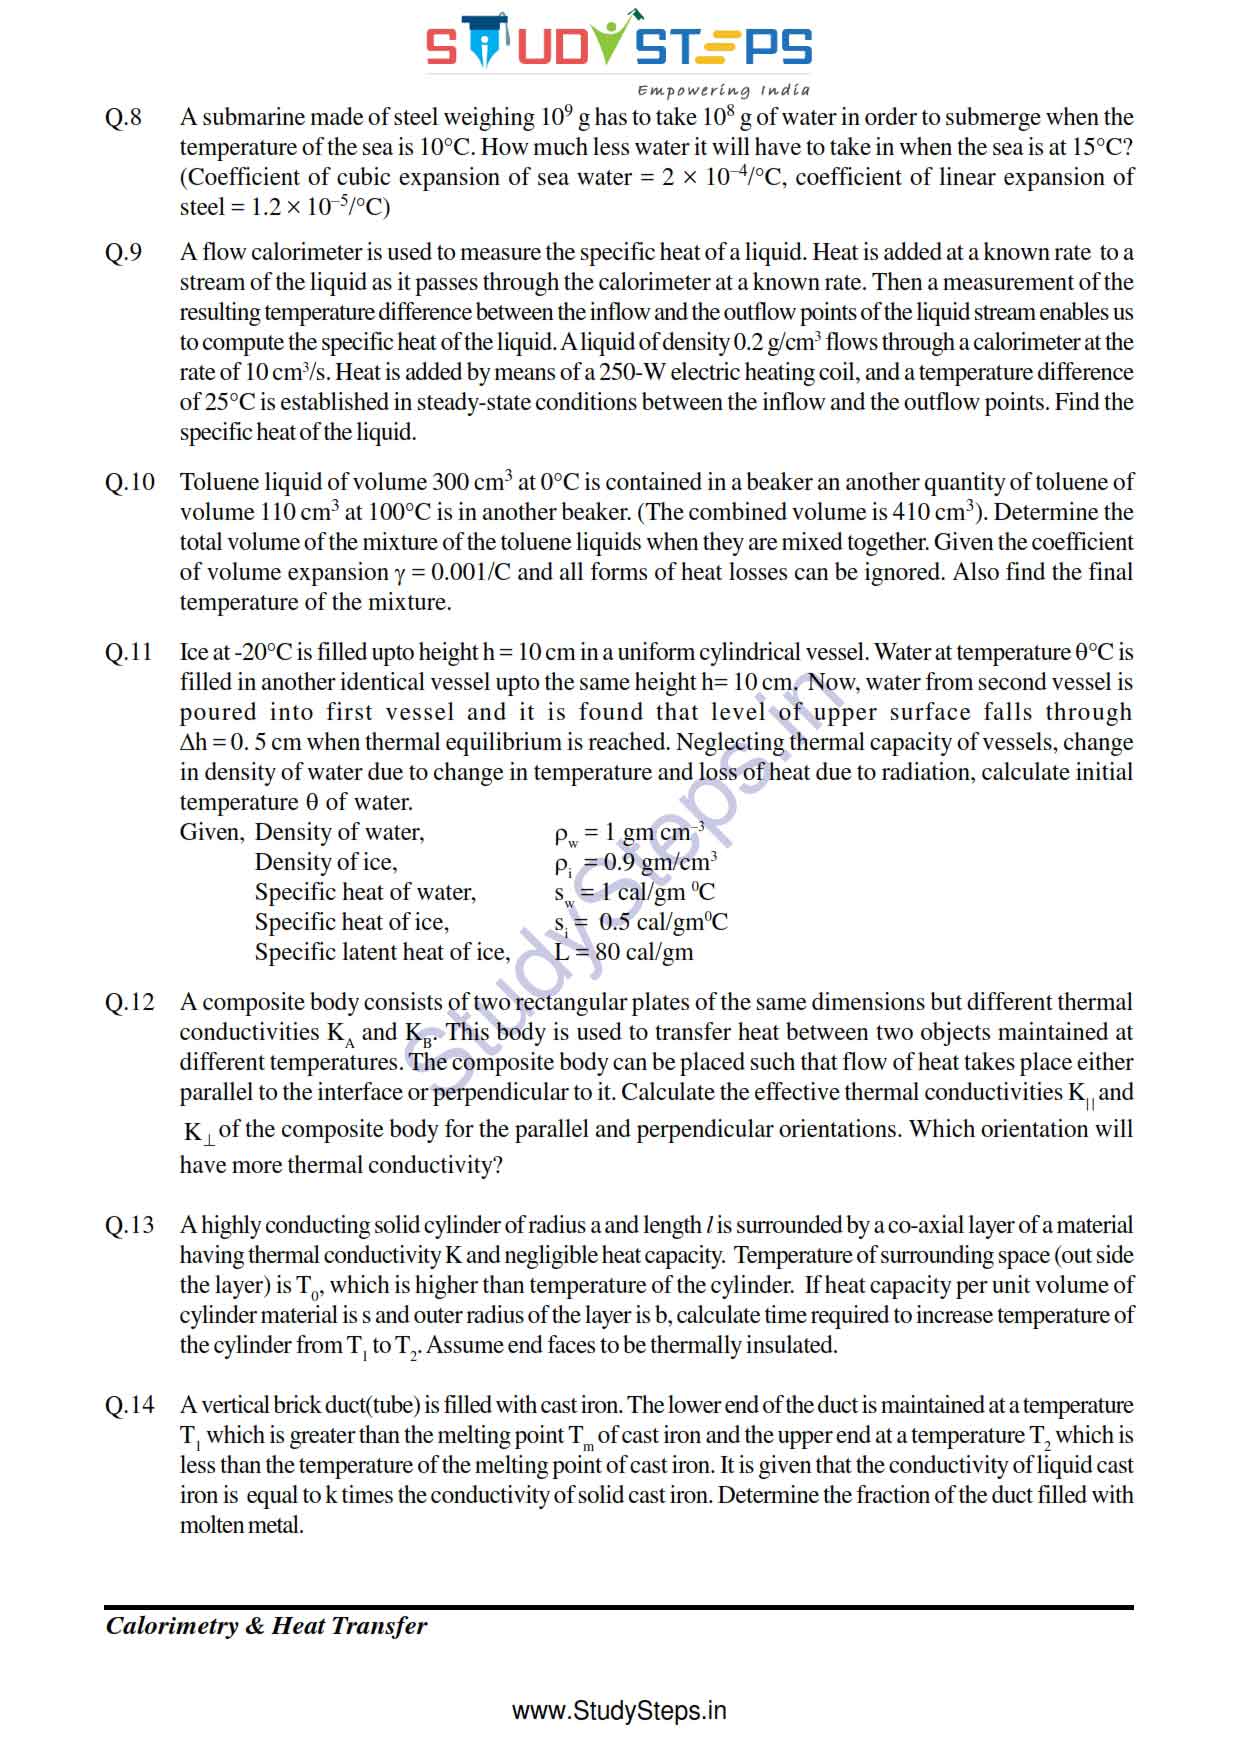 STUDYSTEPS
Empowering India
Q.8 A submarine made of steel weighing 10⁹ g has to take 10⁸ g of water in order to submerge when the
temperature of the sea is 10°C. How much less water it will have to take in when the sea is at 15°C?
(Coefficient of cubic expansion of sea water = 2 × 10⁻⁴/°C, coefficient of linear expansion of
steel = 1.2 × 10⁻⁵/°C)
Q.9 A flow calorimeter is used to measure the specific heat of a liquid. Heat is added at a known rate to a
stream of the liquid as it passes through the calorimeter at a known rate. Then a measurement of the
resulting temperature difference between the inflow and the outflow points of the liquid stream enables us
to compute the specific heat of the liquid. A liquid of density 0.2 g/cm³ flows through a calorimeter at the
rate of 10 cm³/s. Heat is added by means of a 250-W electric heating coil, and a temperature difference
of 25°C is established in steady-state conditions between the inflow and the outflow points. Find the
specific heat of the liquid.
Q.10 Toluene liquid of volume 300 cm³ at 0°C is contained in a beaker an another quantity of toluene of
volume 110 cm³ at 100°C is in another beaker. (The combined volume is 410 cm³). Determine the
total volume of the mixture of the toluene liquids when they are mixed together. Given the coefficient
of volume expansion γ = 0.001/C and all forms of heat losses can be ignored. Also find the final
temperature of the mixture.
Q.11 Ice at -20°C is filled upto height h = 10 cm in a uniform cylindrical vessel. Water at temperature θ°C is
filled in another identical vessel upto the same height h= 10 cm. Now, water from second vessel is
poured into first vessel and it is found that level of upper surface falls through
Δh = 0. 5 cm when thermal equilibrium is reached. Neglecting thermal capacity of vessels, change
in density of water due to change in temperature and loss of heat due to radiation, calculate initial
temperature θ of water.
Given, Density of water, ρ_w = 1 gm cm⁻³
Density of ice, ρ_i = 0.9 gm/cm³
Specific heat of water, s_w = 1 cal/gm ⁰C
Specific heat of ice, s_i = 0.5 cal/gm⁰C
Specific latent heat of ice, L = 80 cal/gm
Q.12 A composite body consists of two rectangular plates of the same dimensions but different thermal
conductivities K_A and K_B. This body is used to transfer heat between two objects maintained at
different temperatures. The composite body can be placed such that flow of heat takes place either
parallel to the interface or perpendicular to it. Calculate the effective thermal conductivities K_|| and
K_⊥ of the composite body for the parallel and perpendicular orientations. Which orientation will
have more thermal conductivity?
Q.13 A highly conducting solid cylinder of radius a and length l is surrounded by a co-axial layer of a material
having thermal conductivity K and negligible heat capacity. Temperature of surrounding space (out side
the layer) is T₀, which is higher than temperature of the cylinder. If heat capacity per unit volume of
cylinder material is s and outer radius of the layer is b, calculate time required to increase temperature of
the cylinder from T₁ to T₂. Assume end faces to be thermally insulated.
Q.14 A vertical brick duct(tube) is filled with cast iron. The lower end of the duct is maintained at a temperature
T₁ which is greater than the melting point T_m of cast iron and the upper end at a temperature T₂ which is
less than the temperature of the melting point of cast iron. It is given that the conductivity of liquid cast
iron is equal to k times the conductivity of solid cast iron. Determine the fraction of the duct filled with
molten metal.
StudySteps.in
Calorimetry & Heat Transfer
www.StudySteps.in